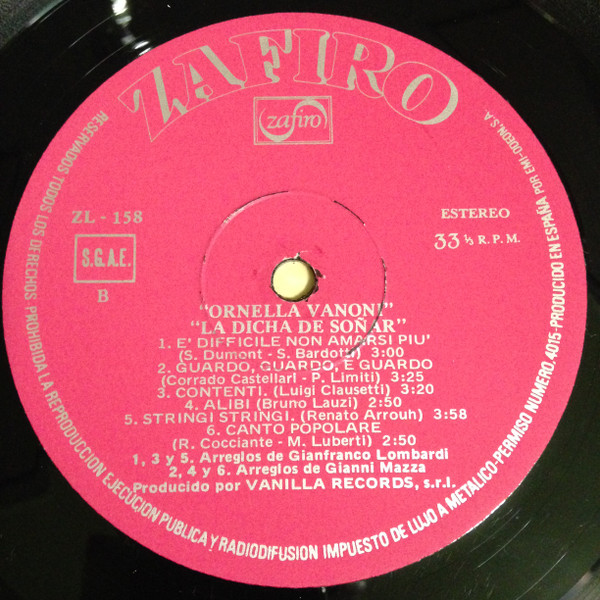 ZAFIRO
zafiro
ZL - 158
ESTEREO
S.G.A.E.
33 ⅓ R.P.M.
B
"ORNELLA VANONI"
"LA DICHA DE SOÑAR"
1. E' DIFFICILE NON AMARSI PIU'
(S. Dumont - S. Bardotti) 3:00
2. GUARDO, GUARDO, E GUARDO
(Corrado Castellari - P. Limiti) 3:25
3. CONTENTI. (Luigi Clausetti) 3:20
4. ALIBI (Bruno Lauzi) 2:50
5. STRINGI STRINGI. (Renato Arrouh) 3:58
6. CANTO POPOLARE
(R. Cocciante - M. Luberti) 2:50
1, 3 y 5. Arreglos de Gianfranco Lombardi
2, 4 y 6. Arreglos de Gianni Mazza
Producido por VANILLA RECORDS, s.r.l.
RESERVADOS TODOS LOS DERECHOS PROHIBIDA LA REPRODUCCION EJECUCION PUBLICA Y RADIODIFUSION IMPUESTO DE LUJO A METALICO-PERMISO NUMERO. 4015-PRODUCIDO EN ESPAÑA POR EMI-ODEON, S.A.